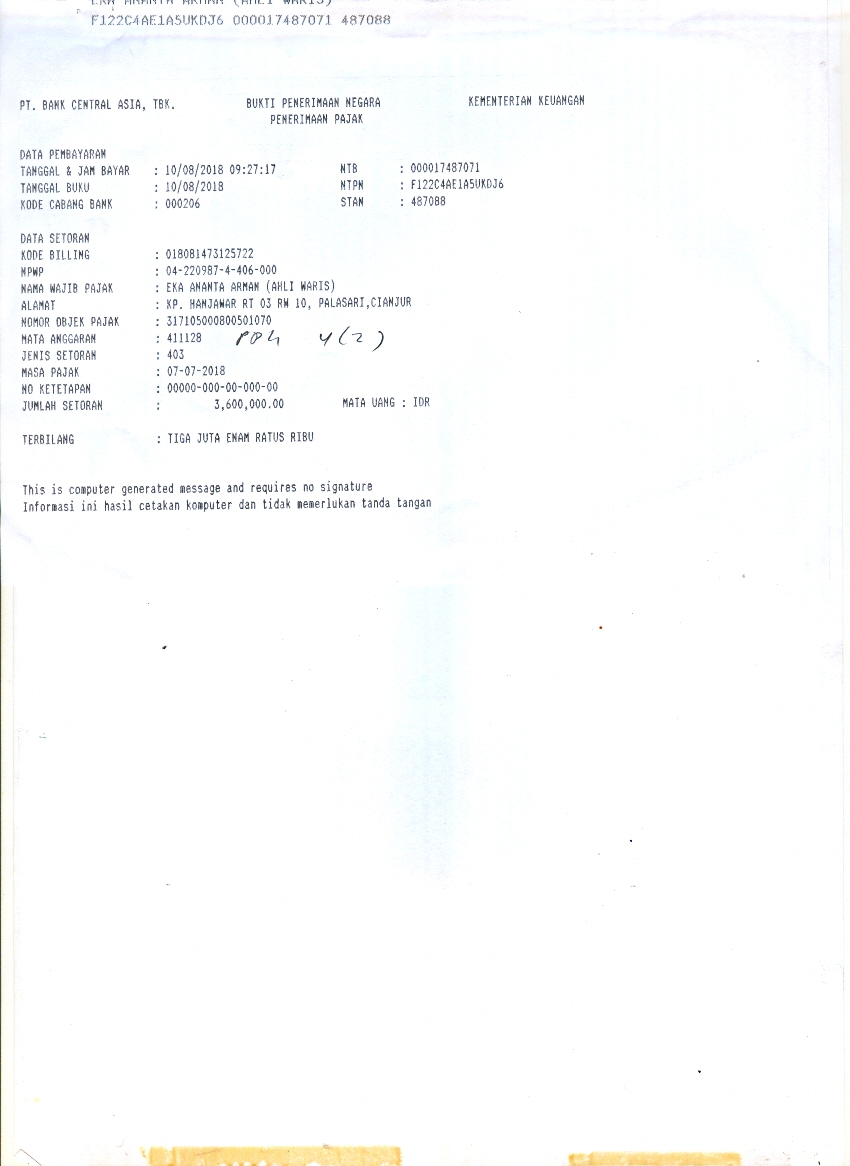 EKA ANANTA ARMAN (AHLI WARIS)
F122C4AE1A5UKDJ6 000017487071 487088
PT. BANK CENTRAL ASIA, TBK. BUKTI PENERIMAAN NEGARA KEMENTERIAN KEUANGAN
PENERIMAAN PAJAK
DATA PEMBAYARAN
TANGGAL & JAM BAYAR : 10/08/2018 09:27:17 NTB : 000017487071
TANGGAL BUKU : 10/08/2018 NTPN : F122C4AE1A5UKDJ6
KODE CABANG BANK : 000206 STAN : 487088
DATA SETORAN
KODE BILLING : 018081473125722
NPWP : 04-220987-4-406-000
NAMA WAJIB PAJAK : EKA ANANTA ARMAN (AHLI WARIS)
ALAMAT : KP. HANJAWAR RT 03 RW 10, PALASARI,CIANJUR
NOMOR OBJEK PAJAK : 317105000800501070
MATA ANGGARAN : 411128 PPh 4(2)
JENIS SETORAN : 403
MASA PAJAK : 07-07-2018
NO KETETAPAN : 00000-000-00-000-00
JUMLAH SETORAN : 3,600,000.00 MATA UANG : IDR
TERBILANG : TIGA JUTA ENAM RATUS RIBU
This is computer generated message and requires no signature
Informasi ini hasil cetakan komputer dan tidak memerlukan tanda tangan